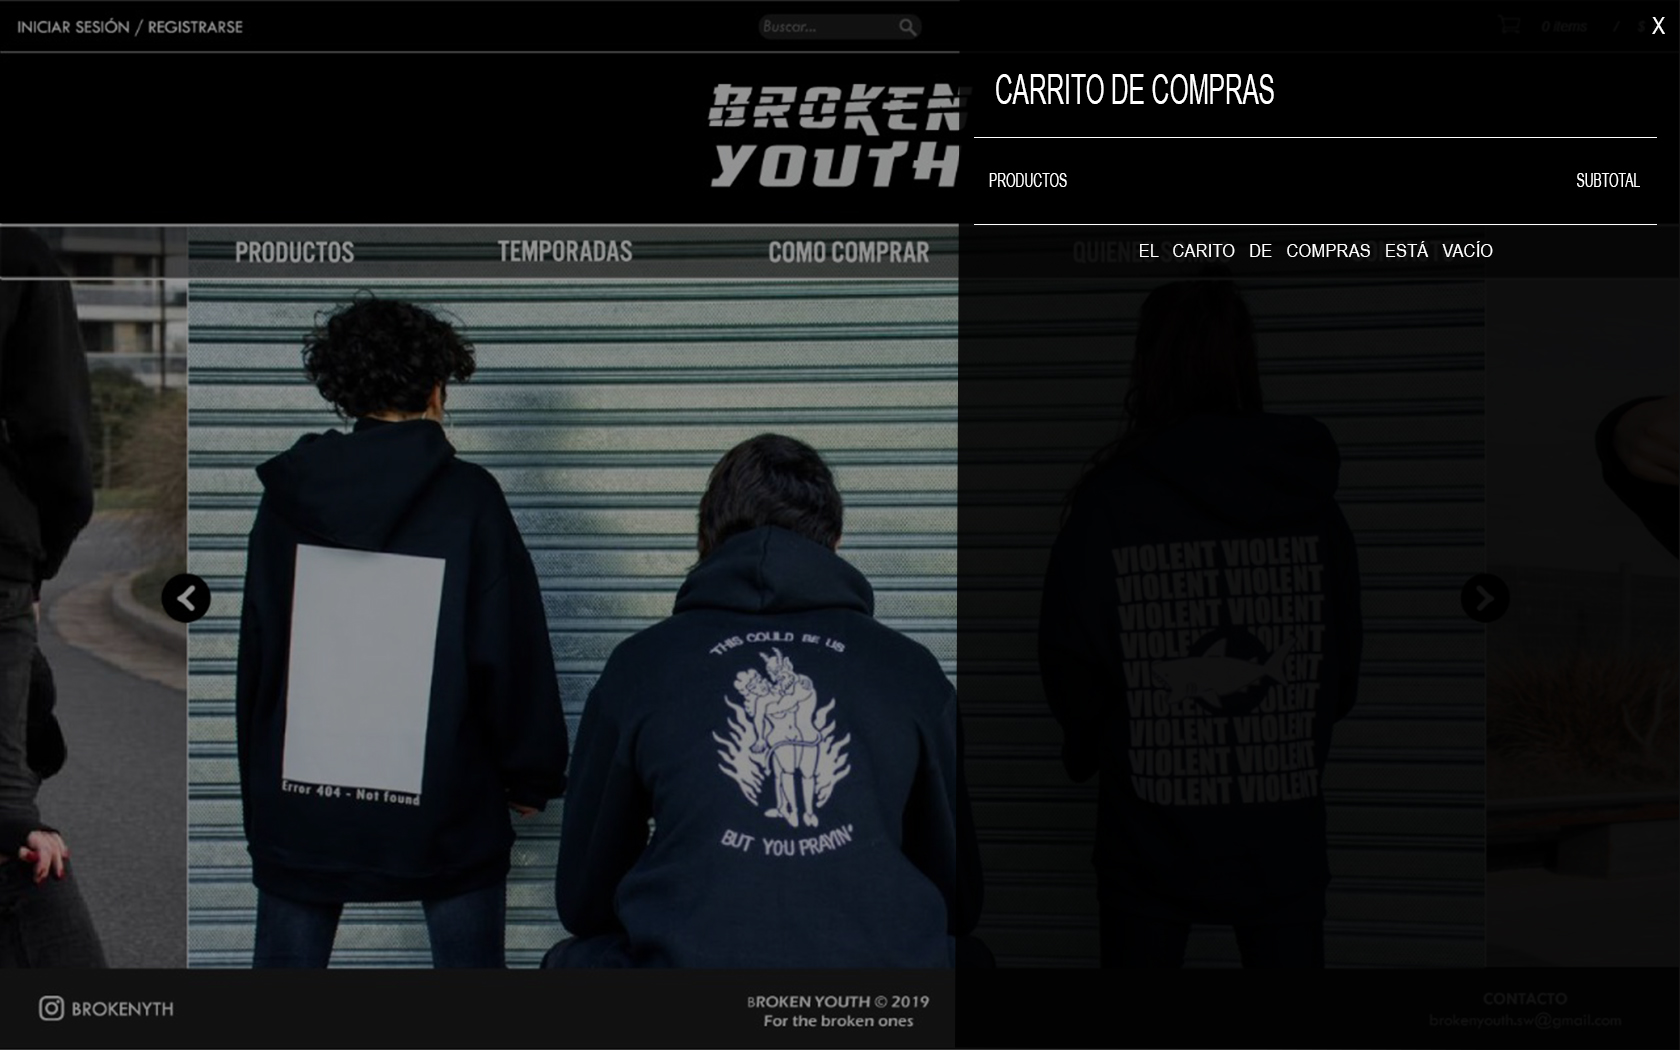 INICIAR SESIÓN / REGISTRARSE
Buscar...
0 items / $
X
BROKEN
YOUTH
CARRITO DE COMPRAS
PRODUCTOS SUBTOTAL
PRODUCTOS TEMPORADAS COMO COMPRAR QUIENES
EL CARITO DE COMPRAS ESTÁ VACÍO
Error 404 - Not found
THIS COULD BE US
BUT YOU PRAYIN'
VIOLENT VIOLENT
VIOLENT VIOLENT
VIOLENT VIOLENT
VIOLENT VIOLENT
VIOLENT VIOLENT
VIOLENT VIOLENT
VIOLENT VIOLENT
VIOLENT VIOLENT
VIOLENT VIOLENT
BROKENYTH
BROKEN YOUTH © 2019
For the broken ones
CONTACTO
brokenyouth.sw@gmail.com